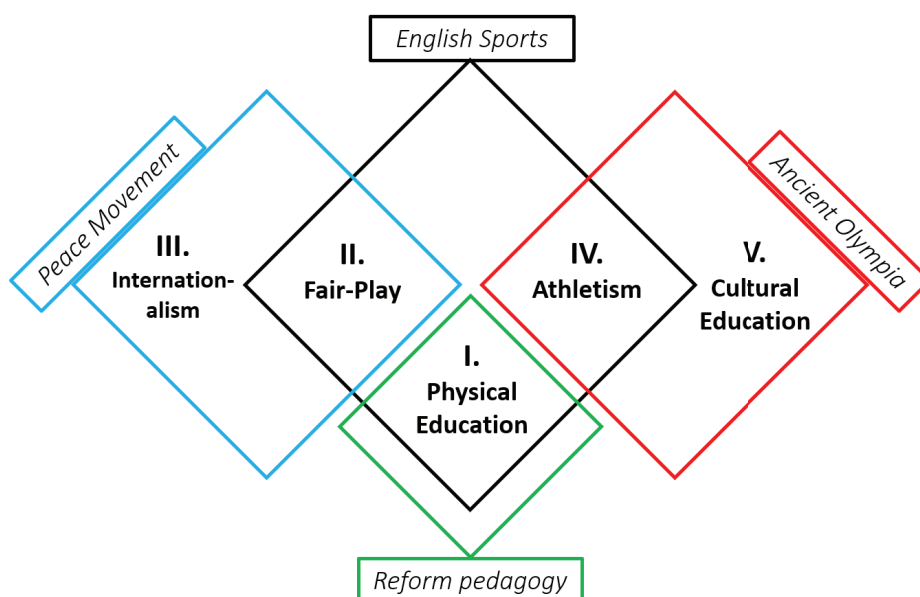 English Sports
Peace Movement
Ancient Olympia
III.
Internation-
alism
II.
Fair-Play
IV.
Athletism
V.
Cultural
Education
I.
Physical
Education
Reform pedagogy